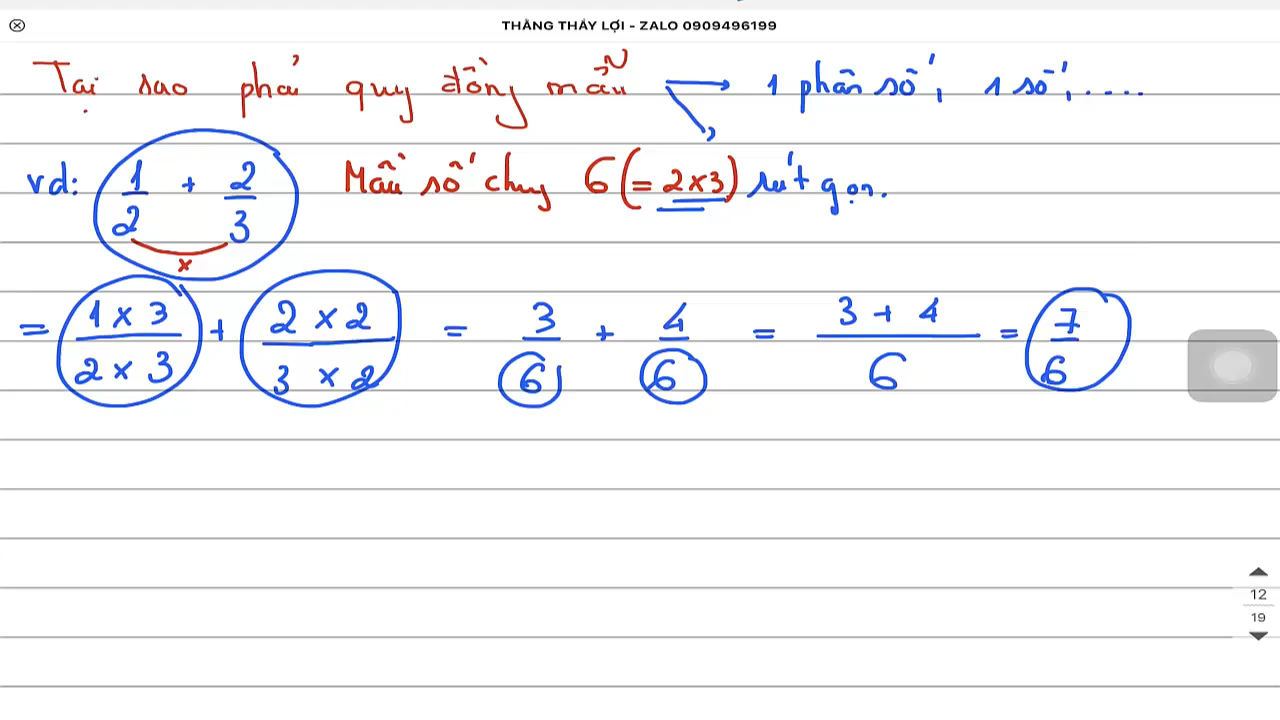 THẦNG THẦY LỢI - ZALO 0909496199
Tại sao phải quy đồng mẫu → 1 phân số, 1 số, ....
vd: 1/2 + 2/3 Mẫu số chung 6 (= 2 x 3) rút gọn.
x
= 1 x 3 / 2 x 3 + 2 x 2 / 3 x 2 = 3/6 + 4/6 = 3 + 4 / 6 = 7/6
12
19